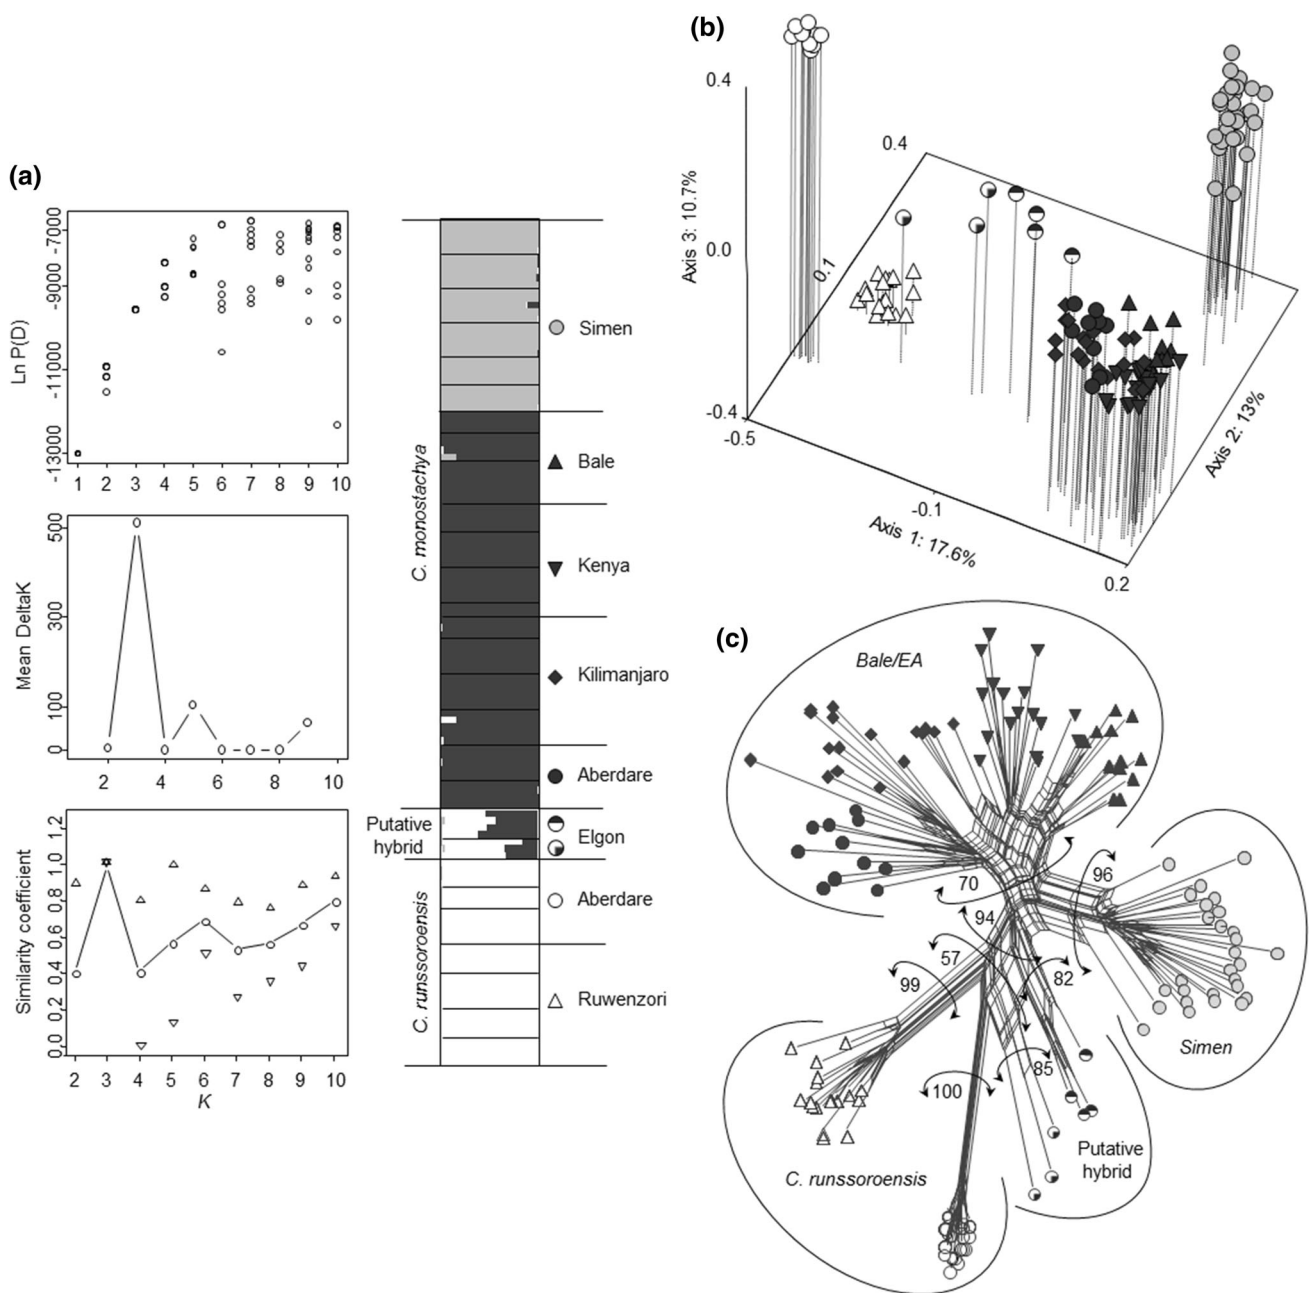 (a)
Ln P(D)
-7000
-9000
-11000
-13000
1 2 3 4 5 6 7 8 9 10
Mean DeltaK
500
300
100
0
2 4 6 8 10
Similarity coefficient
1.2
1.0
0.8
0.6
0.4
0.2
0.0
2 3 4 5 6 7 8 9 10
K
C. monostachya
Simen
Bale
Kenya
Kilimanjaro
Aberdare
Putative
hybrid
Elgon
C. runssoroensis
Aberdare
Ruwenzori
(b)
Axis 3: 10.7%
0.4
0.0
-0.4
0.4
0.1
-0.5
-0.1
0.2
Axis 1: 17.6%
Axis 2: 13%
(c)
Bale/EA
70
96
94
57
82
99
85
100
Simen
Putative
hybrid
C. runssoroensis